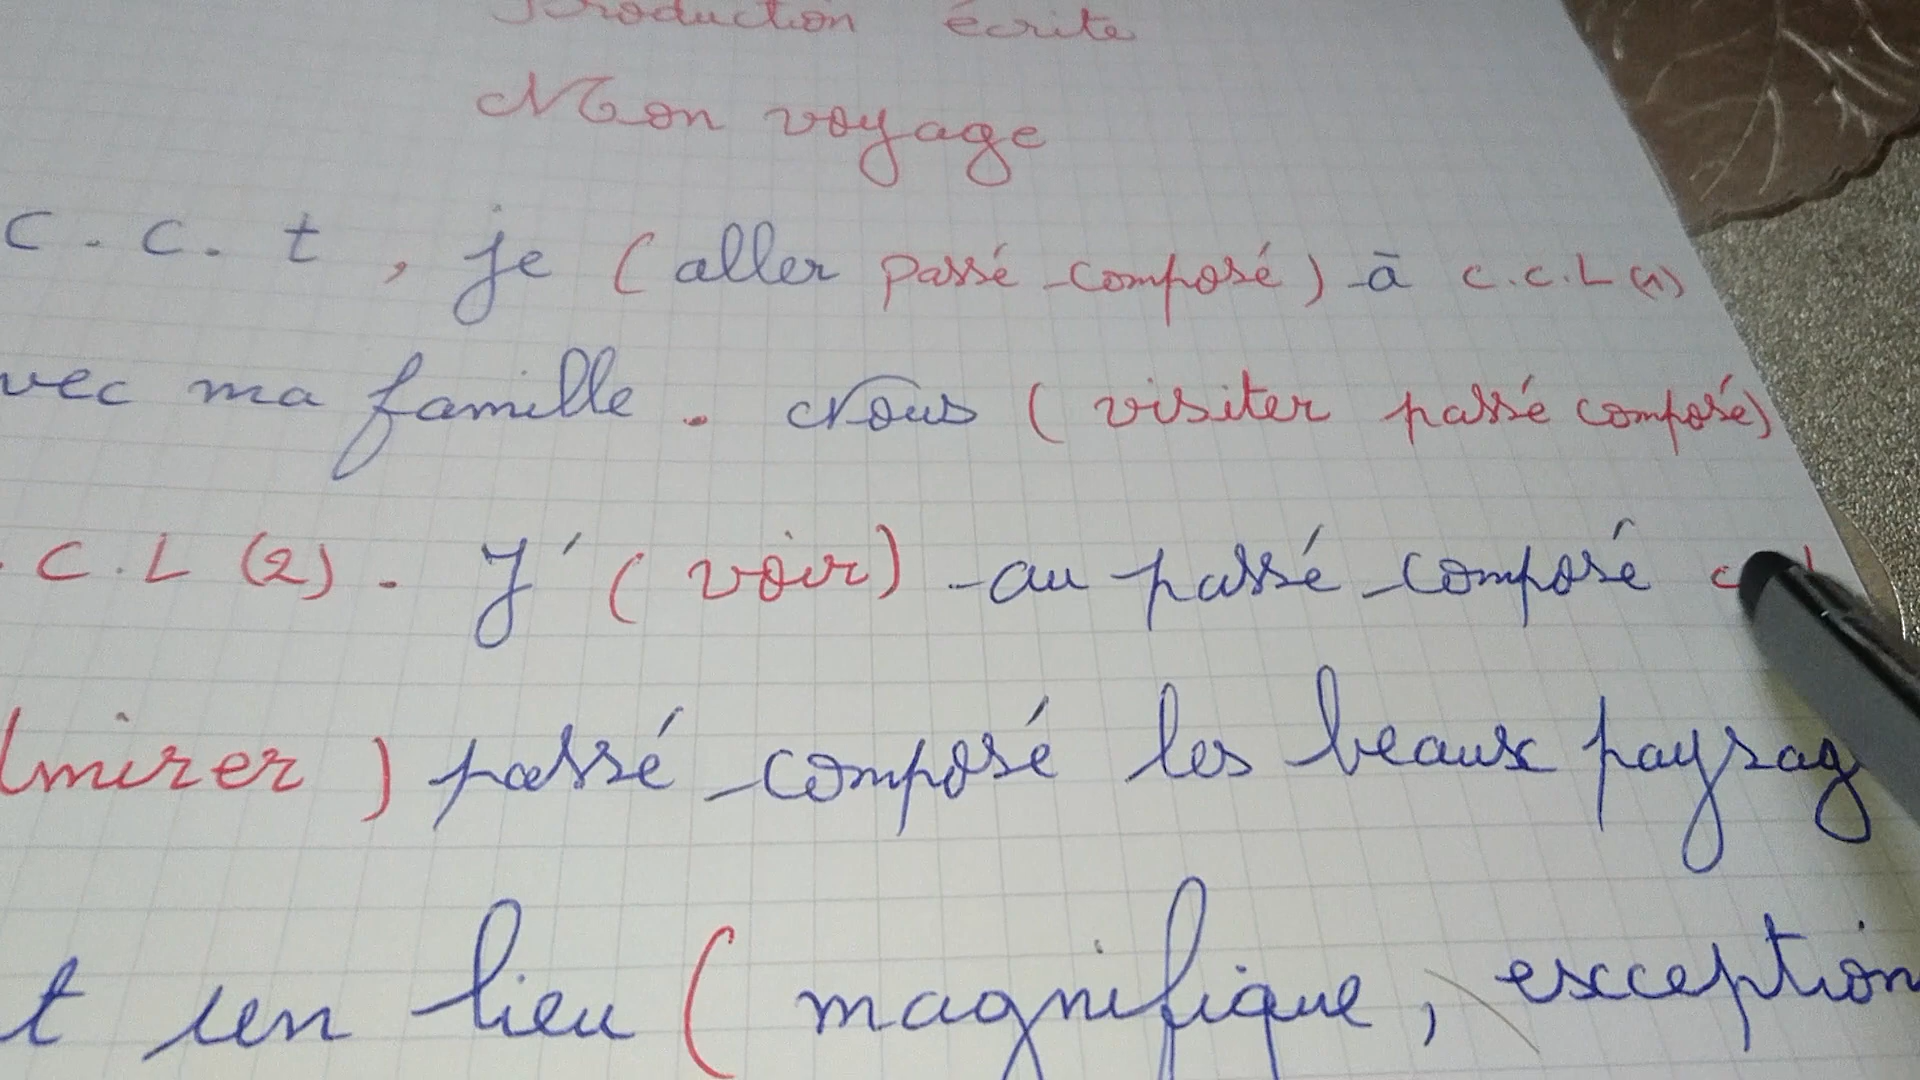 Production écrite
Mon voyage
C.C.t, je (aller passé composé) à C.C.L(1)
vec ma famille. Nous (visiter passé composé)
.C.L (2). J'(voir) au passé composé
mirer) passé composé les beaux paysag
t un lieu (magnifique, exception